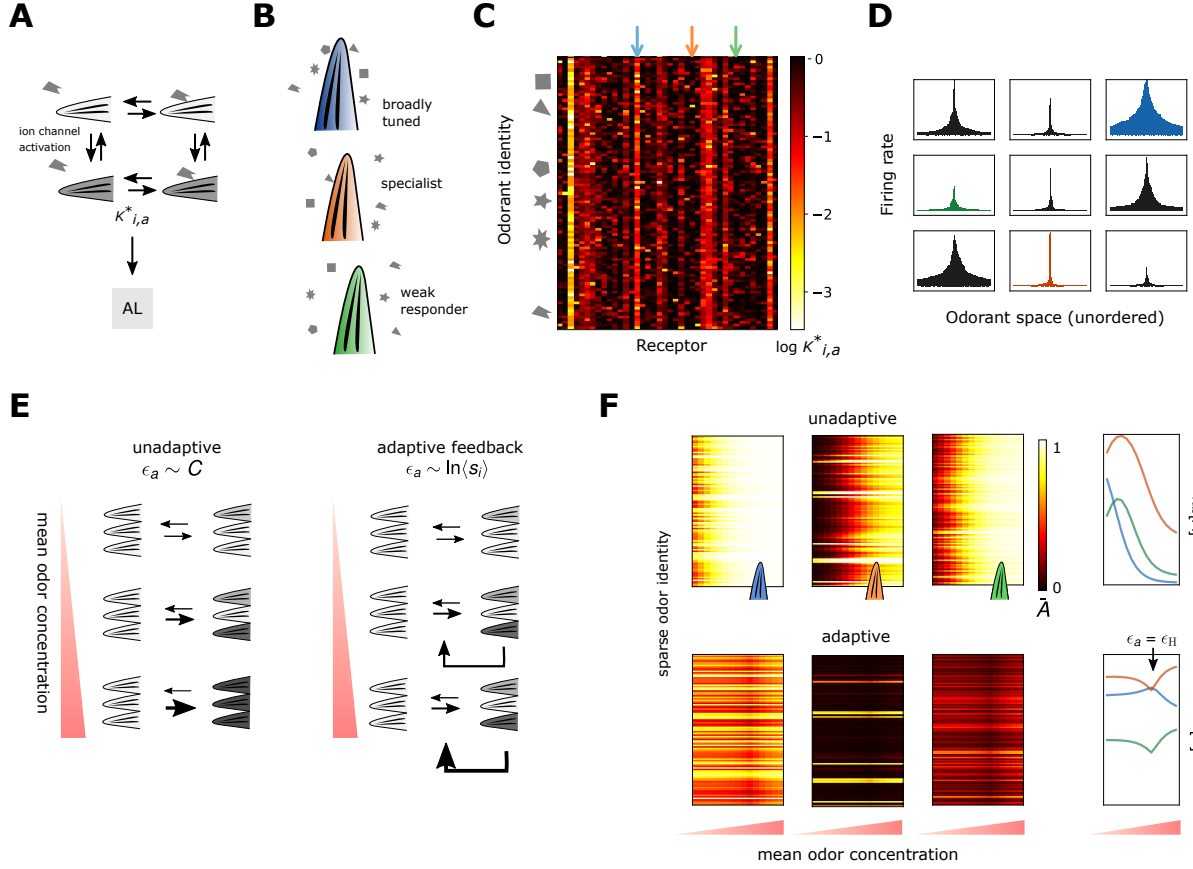 A
ion channel
activation
K*i,a
AL
B
broadly
tuned
specialist
weak
responder
C
Odorant identity
Receptor
0
−1
−2
−3
log K*i,a
D
Firing rate
Odorant space (unordered)
E
unadaptive
ϵa ∼ C
adaptive feedback
ϵa ∼ ln⟨si⟩
mean odor concentration
F
unadaptive
sparse odor identity
1
0
Ā
adaptive
ϵa = ϵH
mean odor concentration